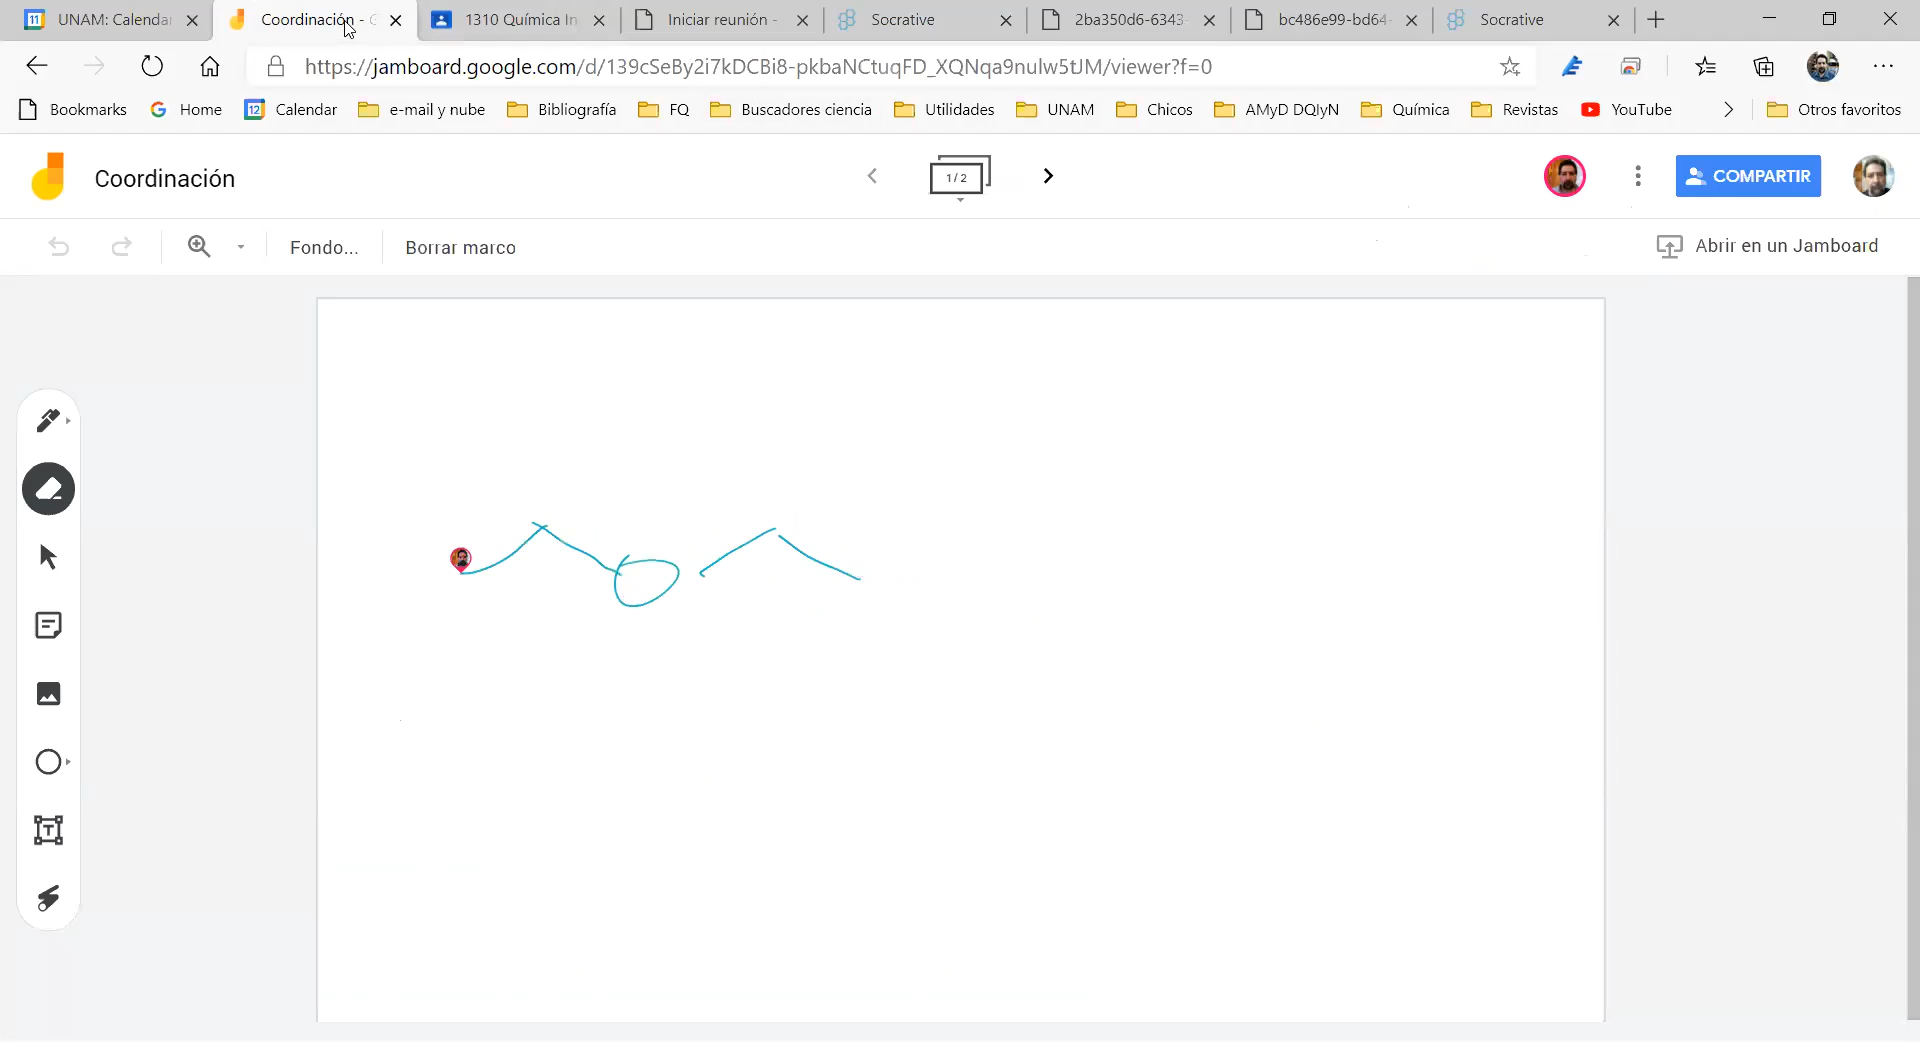 UNAM: Calenda
Coordinación - G
1310 Química In
Iniciar reunión -
Socrative
2ba350d6-6343-
bc486e99-bd64-
Socrative
https://jamboard.google.com/d/139cSeBy2i7kDCBi8-pkbaNCtuqFD_XQNqa9nulw5tJM/viewer?f=0
Bookmarks
Home
Calendar
e-mail y nube
Bibliografía
FQ
Buscadores ciencia
Utilidades
UNAM
Chicos
AMyD DQIyN
Química
Revistas
YouTube
Otros favoritos
Coordinación
1 / 2
COMPARTIR
Fondo...
Borrar marco
Abrir en un Jamboard
O